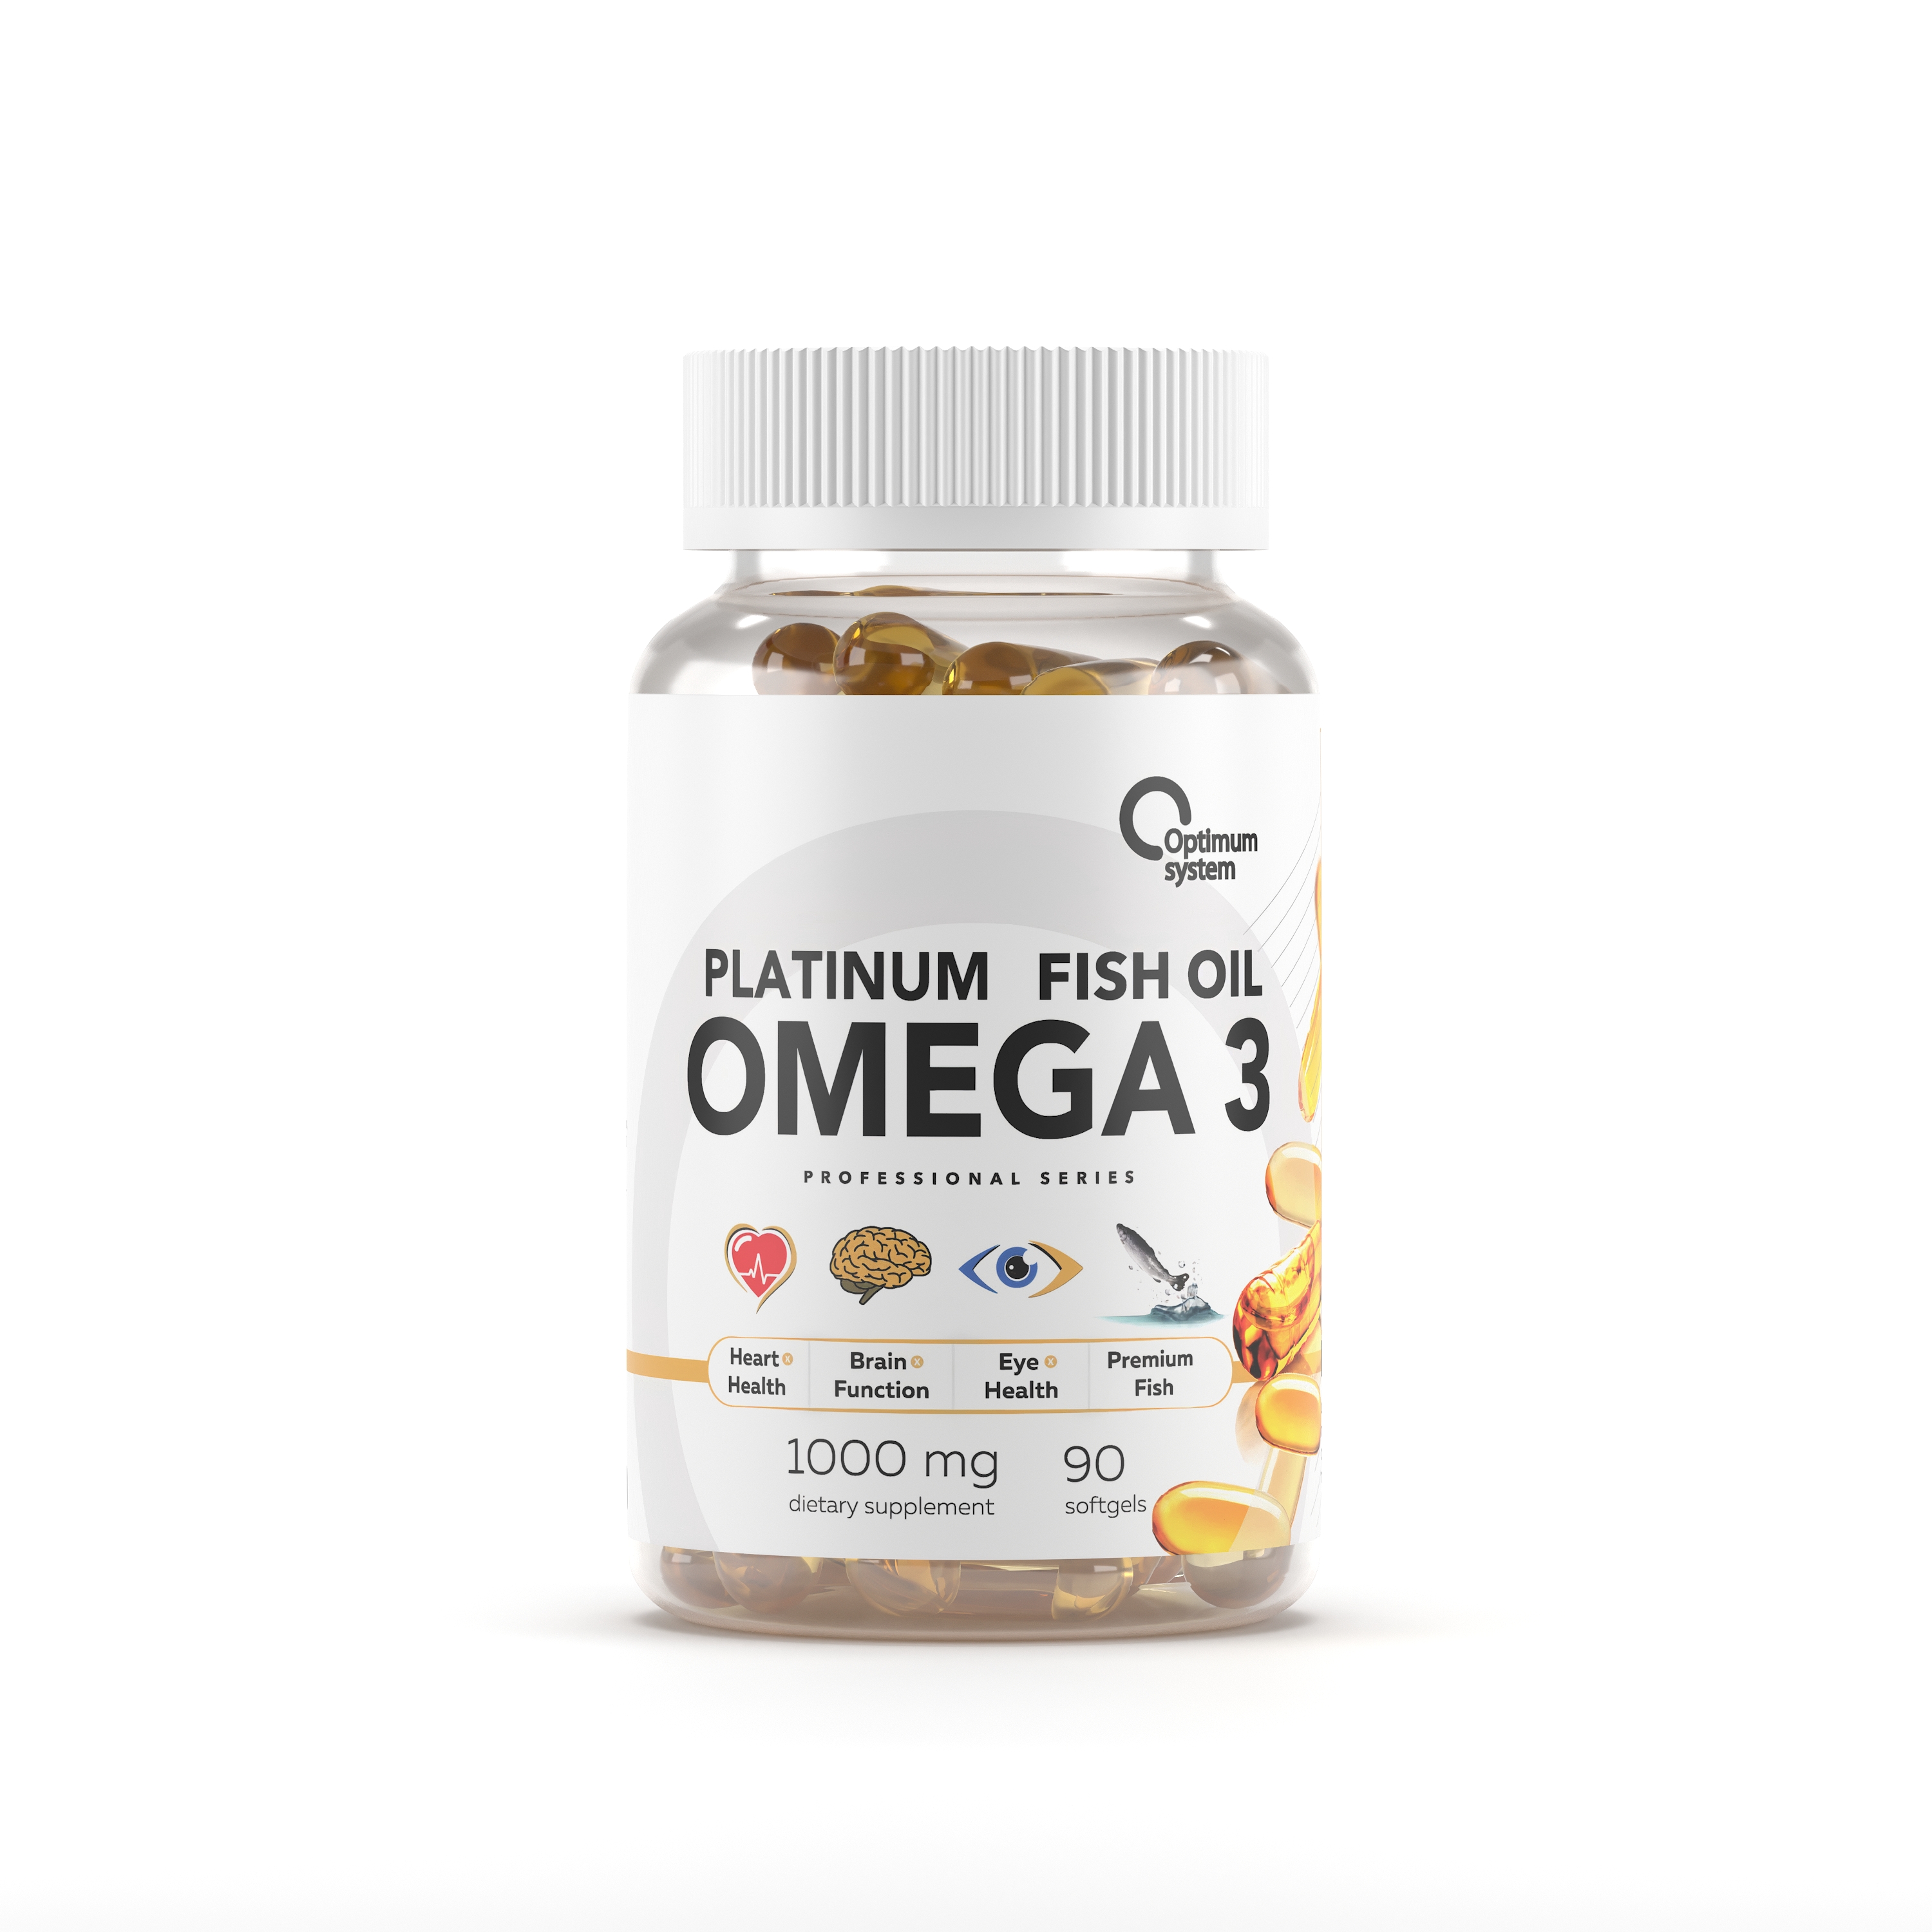 Optimum
system
PLATINUM FISH OIL
OMEGA 3
PROFESSIONAL SERIES
Heart x
Health
Brain x
Function
Eye x
Health
Premium
Fish
1000 mg
dietary supplement
90
softgels